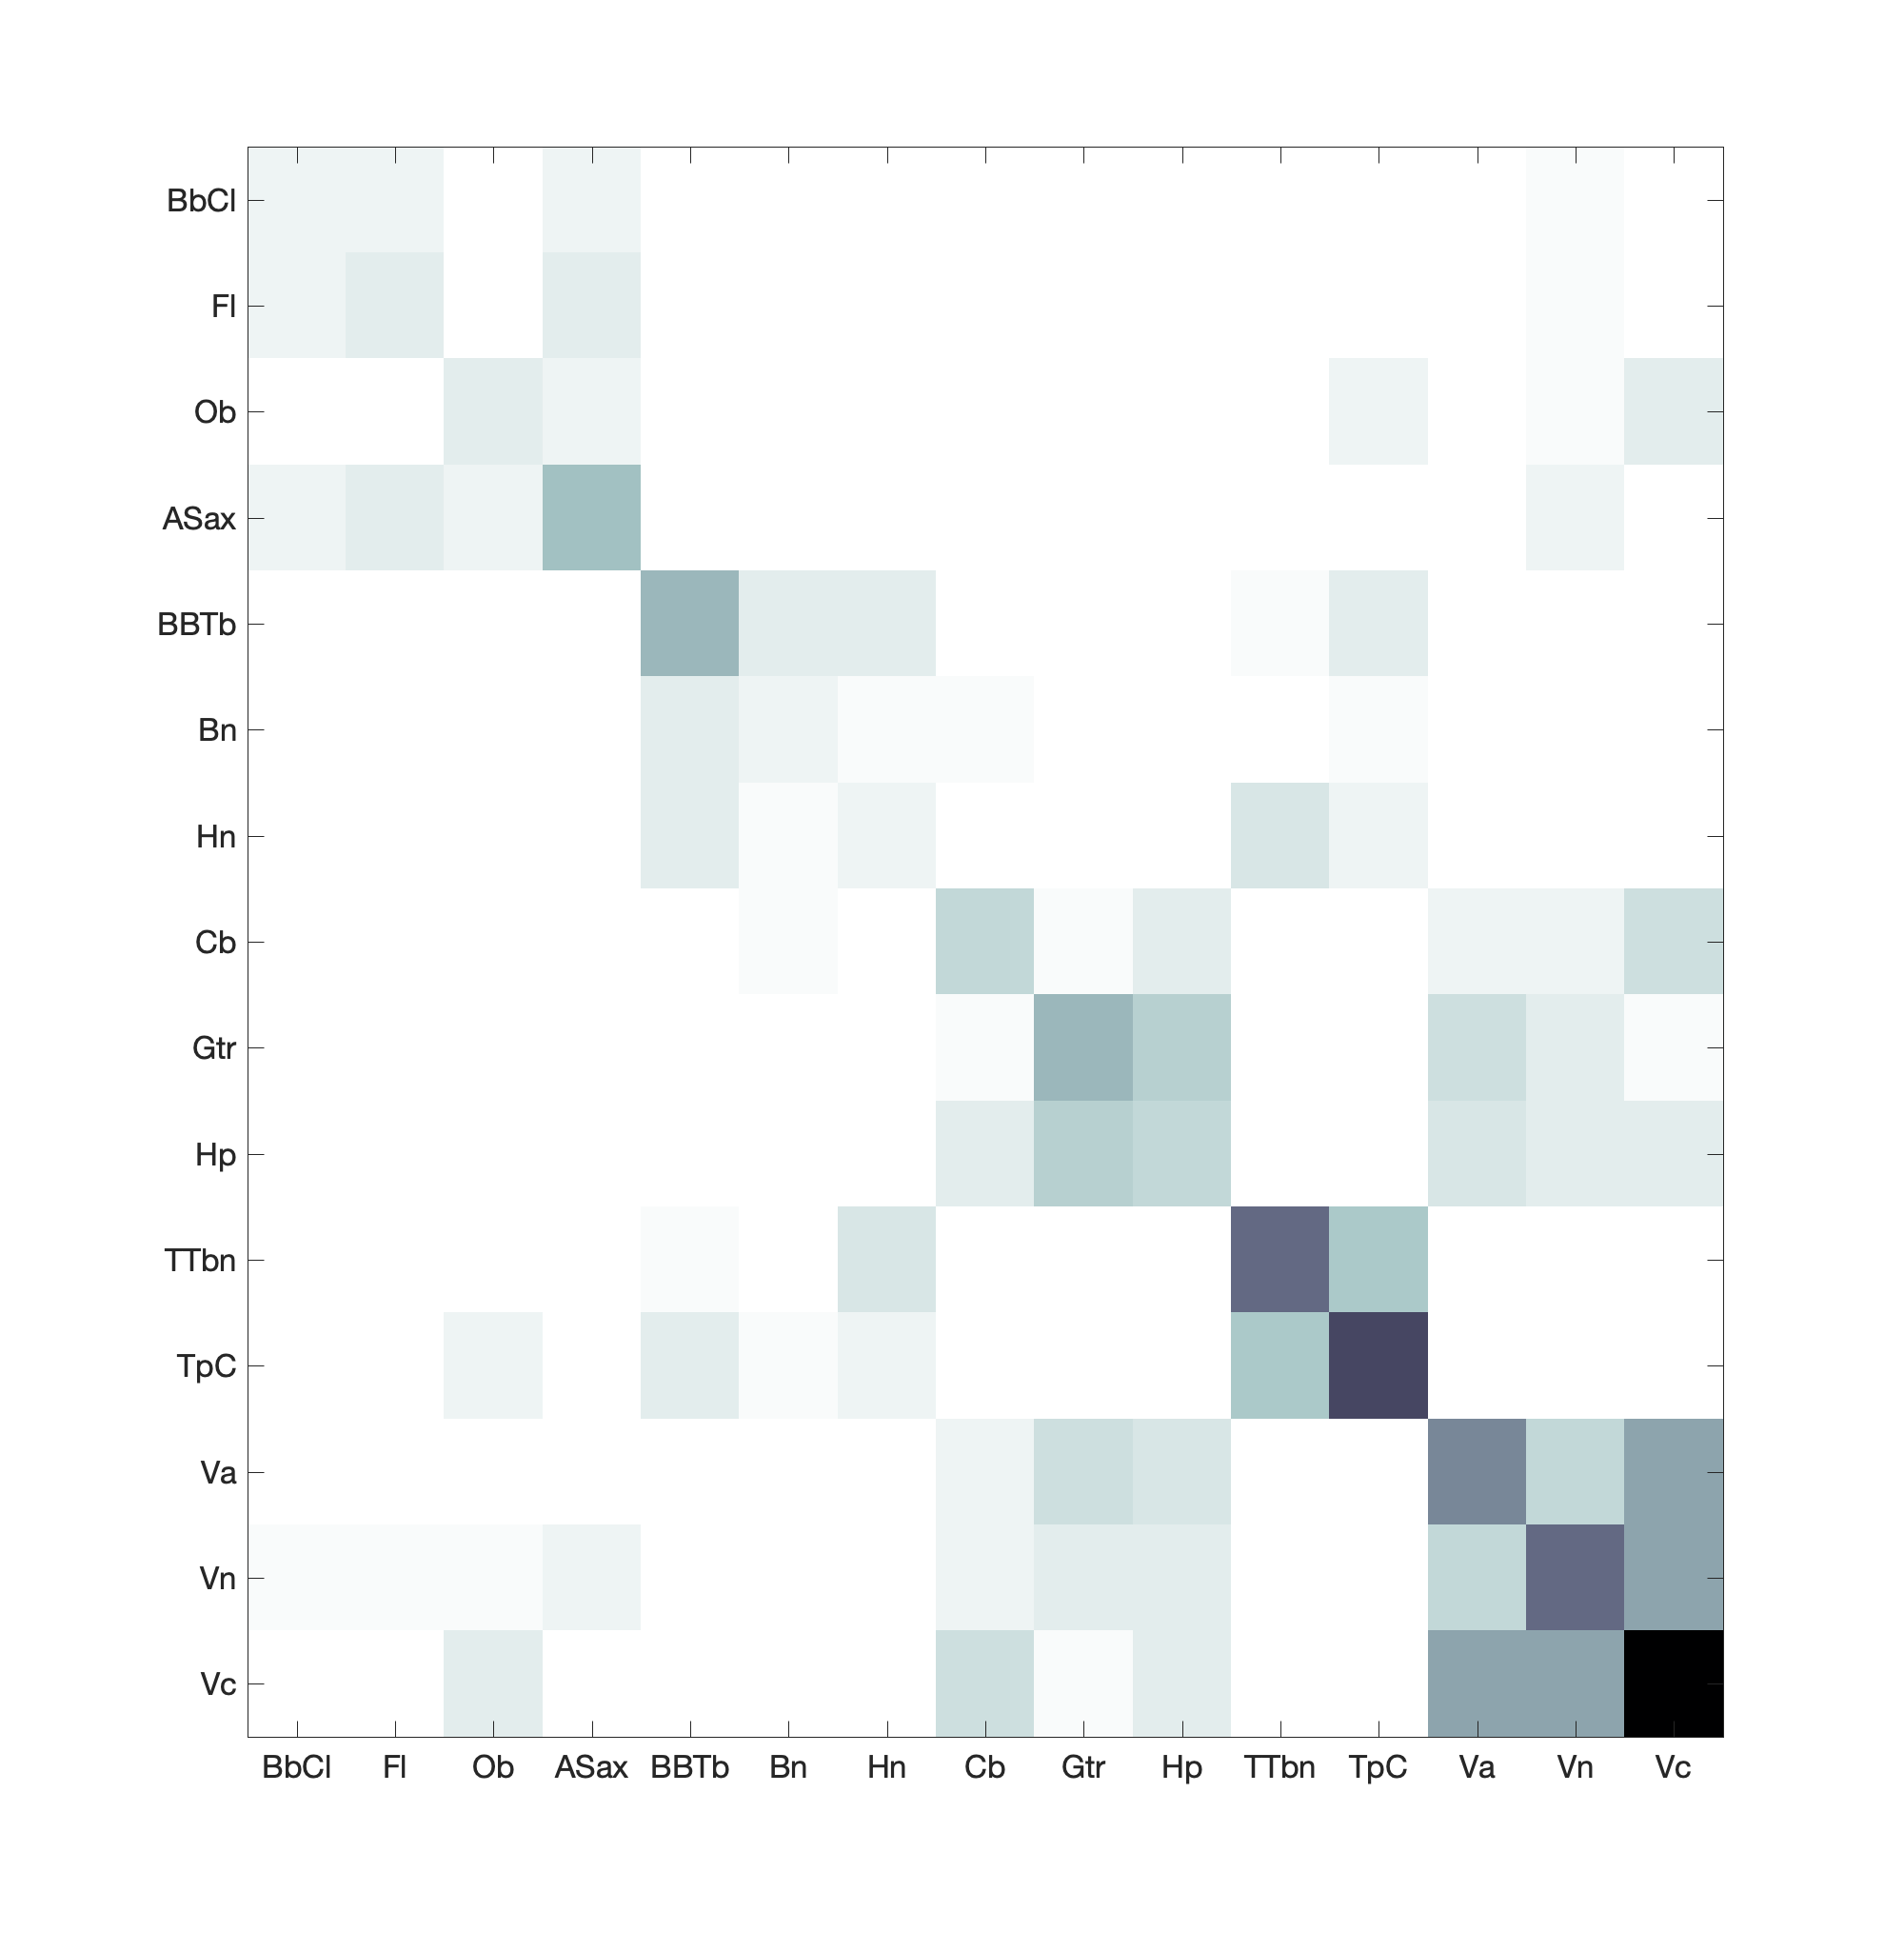 BbCl
Fl
Ob
ASax
BBTb
Bn
Hn
Cb
Gtr
Hp
TTbn
TpC
Va
Vn
Vc
BbCl Fl Ob ASax BBTb Bn Hn Cb Gtr Hp TTbn TpC Va Vn Vc